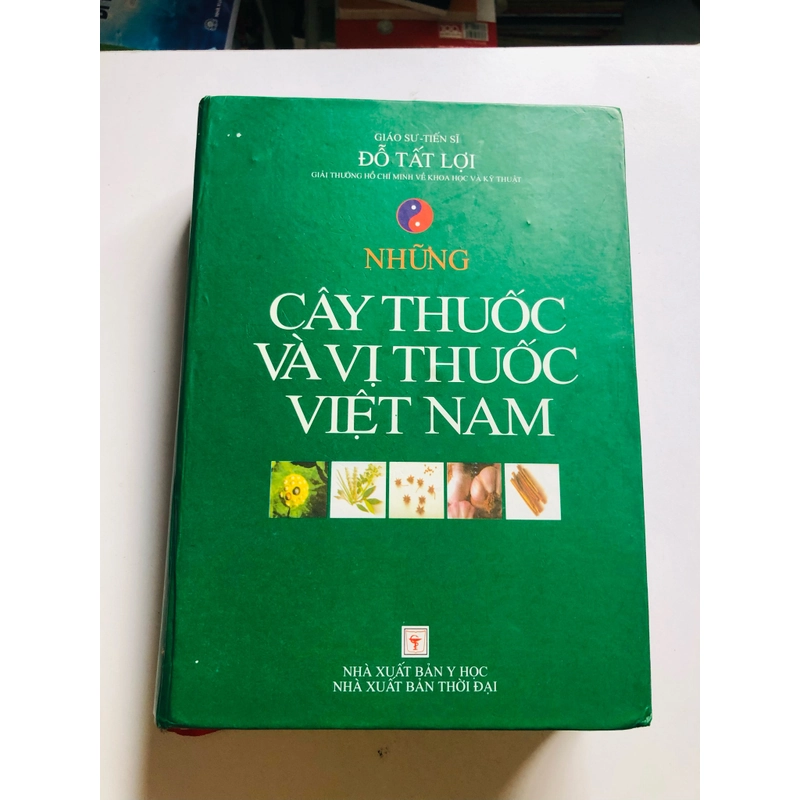 GIÁO SƯ-TIẾN SĨ
ĐỖ TẤT LỢI
GIẢI THƯỞNG HỒ CHÍ MINH VỀ KHOA HỌC VÀ KỸ THUẬT
NHỮNG
CÂY THUỐC
VÀ VỊ THUỐC
VIỆT NAM
NHÀ XUẤT BẢN Y HỌC
NHÀ XUẤT BẢN THỜI ĐẠI